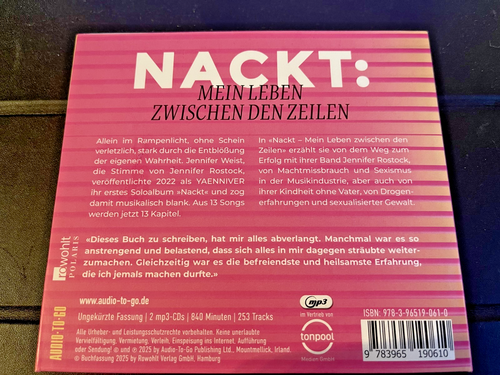 NACKT:
MEIN LEBEN
ZWISCHEN DEN ZEILEN
Allein im Rampenlicht, ohne Schein
verletzlich, stark durch die Entblößung
der eigenen Wahrheit. Jennifer Weist,
die Stimme von Jennifer Rostock,
veröffentlichte 2022 als YAENNIVER
ihr erstes Soloalbum »Nackt« und zog
damit musikalisch blank. Aus 13 Songs
werden jetzt 13 Kapitel.
In »Nackt – Mein Leben zwischen den
Zeilen« erzählt sie von dem Weg zum
Erfolg mit ihrer Band Jennifer Rostock,
von Machtmissbrauch und Sexismus
in der Musikindustrie, aber auch von
ihrer Kindheit ohne Vater, von Drogen-
erfahrungen und sexualisierter Gewalt.
»Dieses Buch zu schreiben, hat mir alles abverlangt. Manchmal war es so
anstrengend und belastend, dass sich alles in mir dagegen sträubte weiter-
zumachen. Gleichzeitig war es die befreiendste und heilsamste Erfahrung,
die ich jemals machen durfte.«
rowohlt
POLARIS
www.audio-to-go.de
Ungekürzte Fassung | 2 mp3-CDs | 840 Minuten | 253 Tracks
Alle Urheber- und Leistungsschutzrechte vorbehalten. Keine unerlaubte
Vervielfältigung, Vermietung, Verleih, Einspeisung ins Internet, Aufführung
oder Sendung! © und ℗ 2025 by Audio-To-Go Publishing Ltd., Mountmellick, Irland.
© Buchfassung 2025 by Rowohlt Verlag GmbH, Hamburg
AUDIO-TO-GO
mp3
im Vertrieb von
tonpool
Medien GmbH
ISBN: 978-3-96519-061-0
9 783965 190610